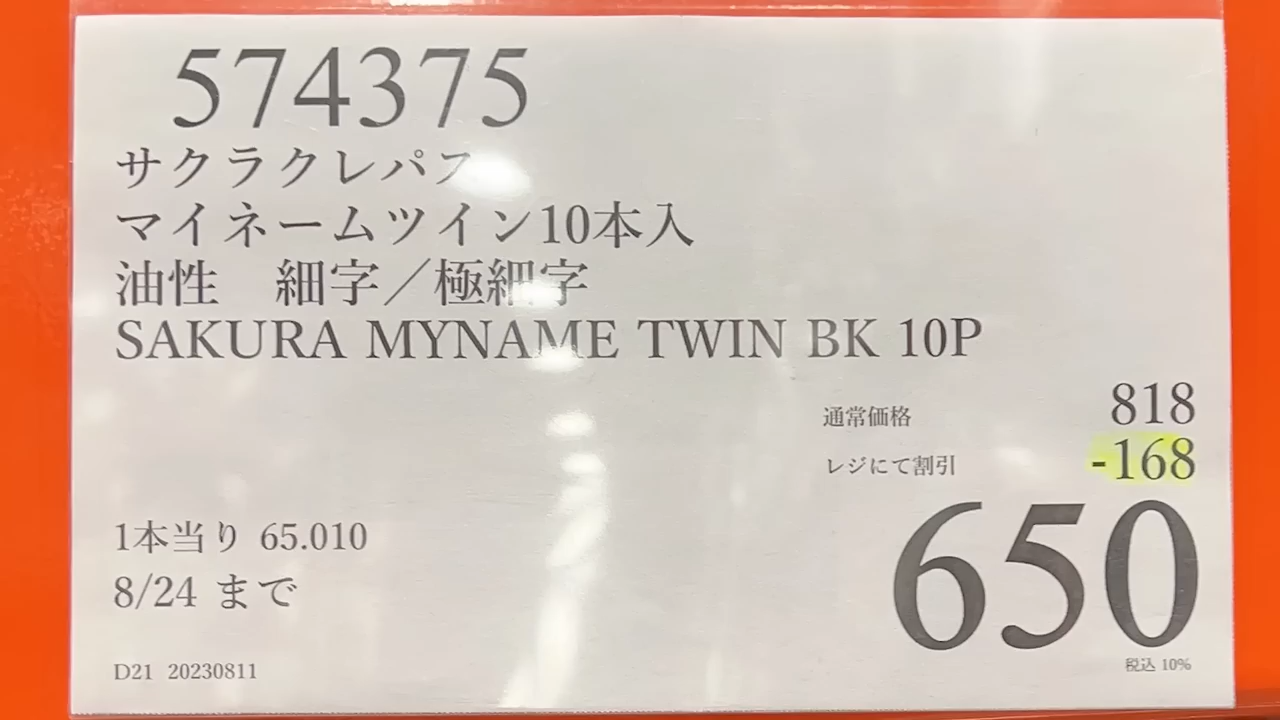 574375
サクラクレパス
マイネームツイン10本入
油性　細字／極細字
SAKURA MYNAME TWIN BK 10P
通常価格 818
レジにて割引 -168
650
税込 10%
1本当り 65.010
8/24 まで
D21 20230811